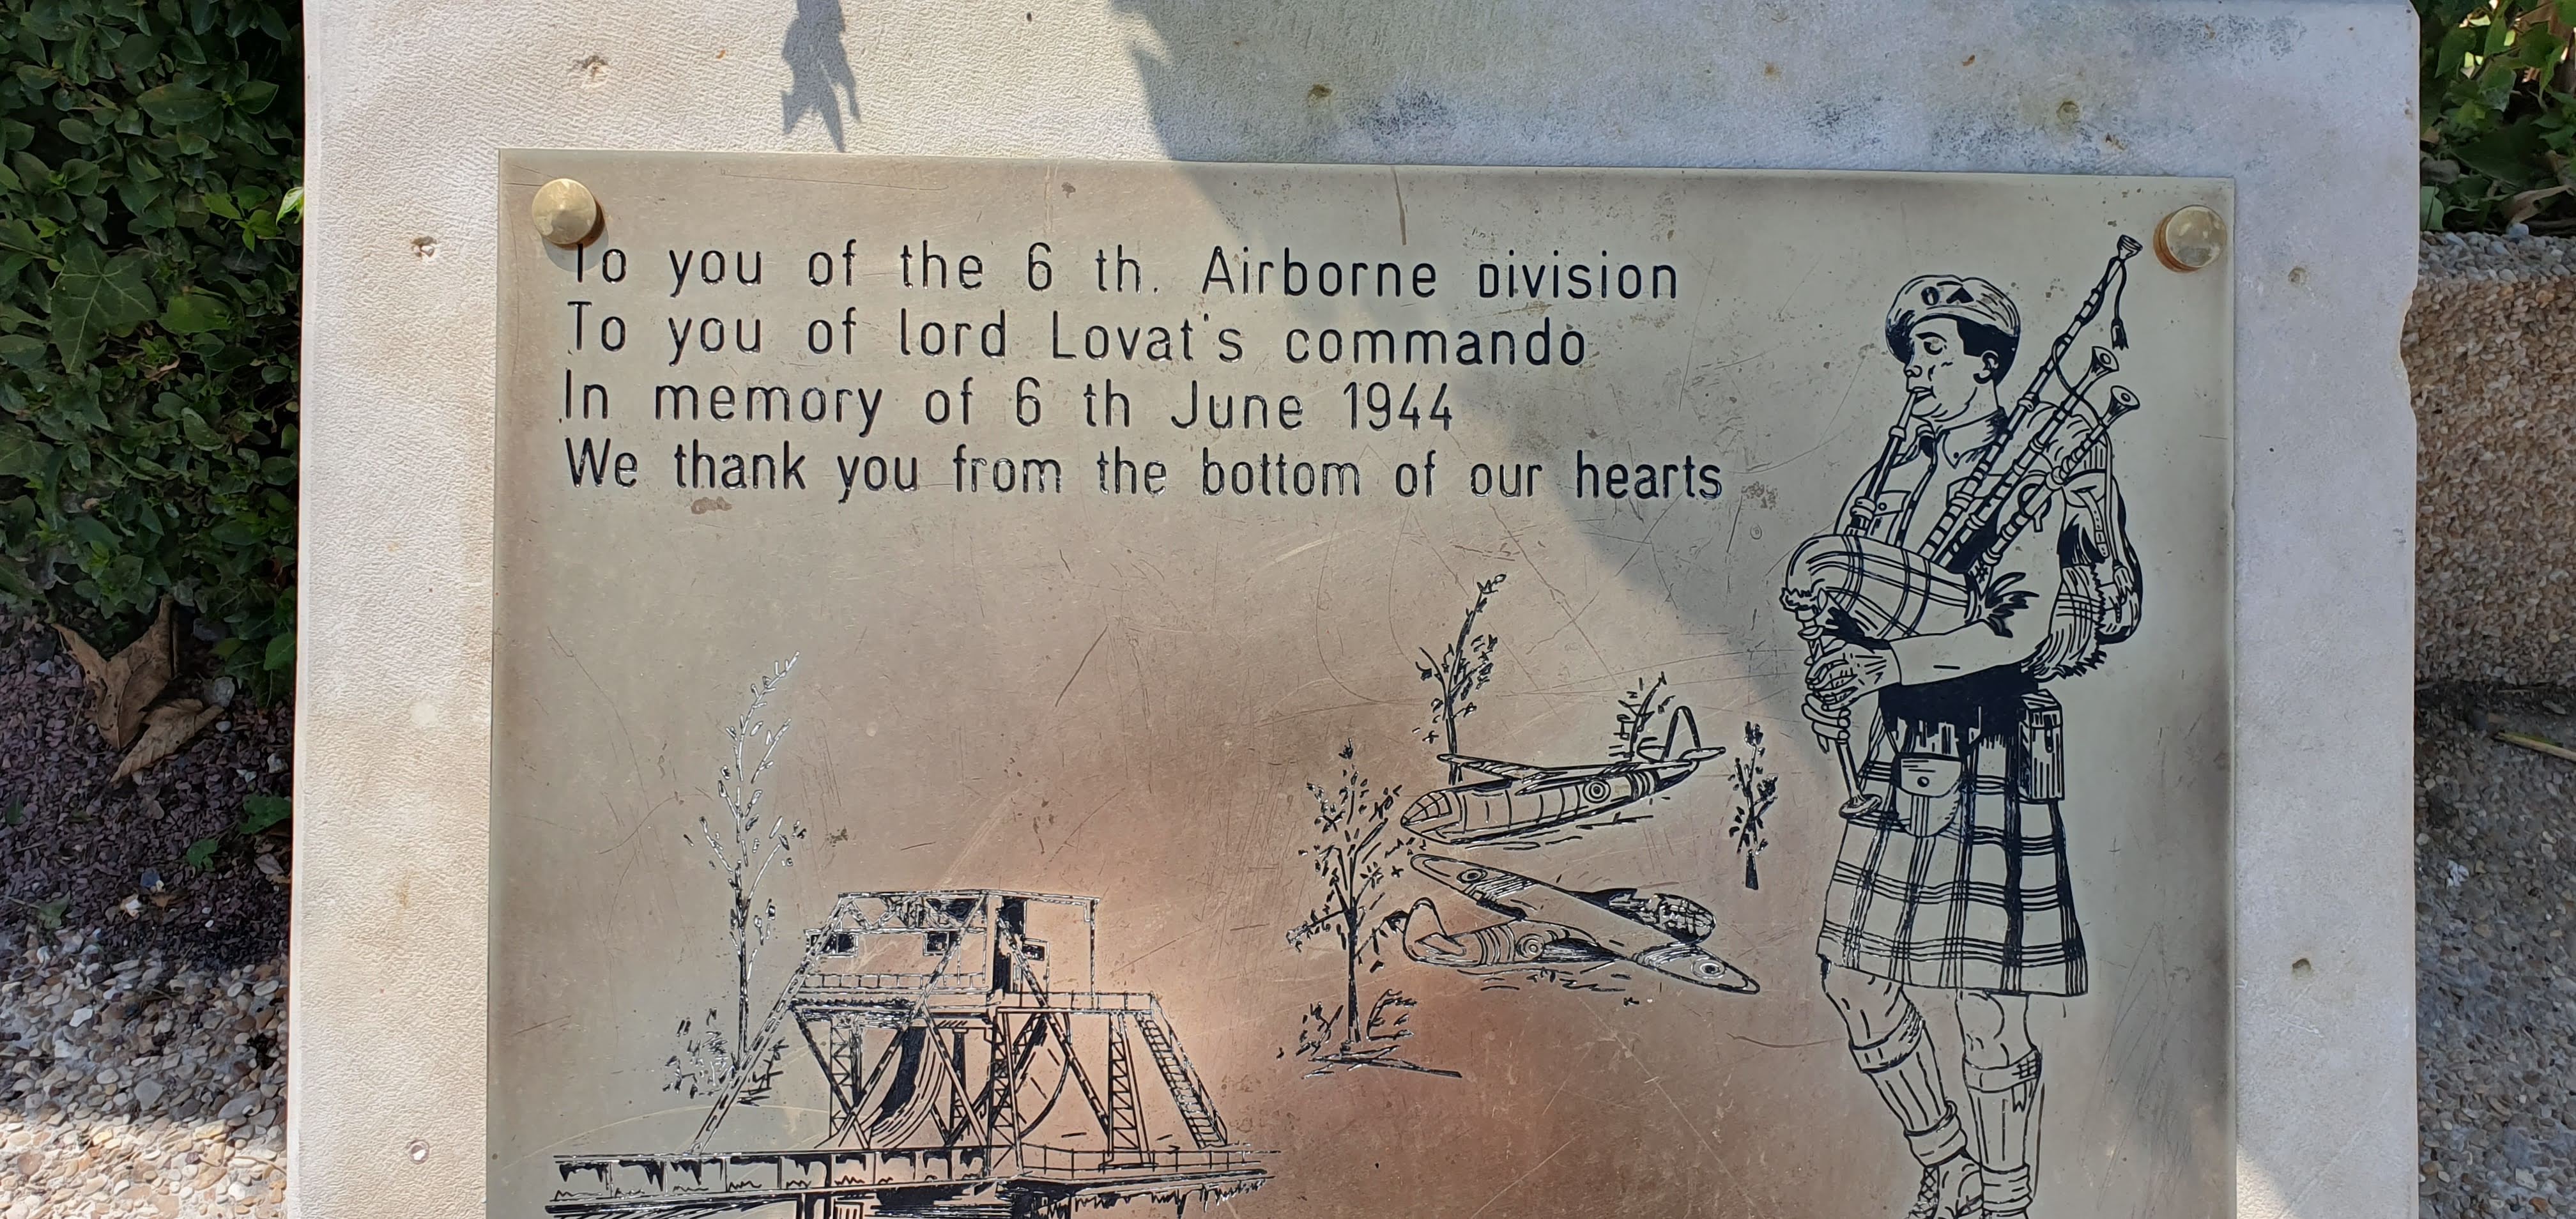 To you of the 6 th. Airborne Division
To you of lord Lovat's commando
In memory of 6 th June 1944
We thank you from the bottom of our hearts